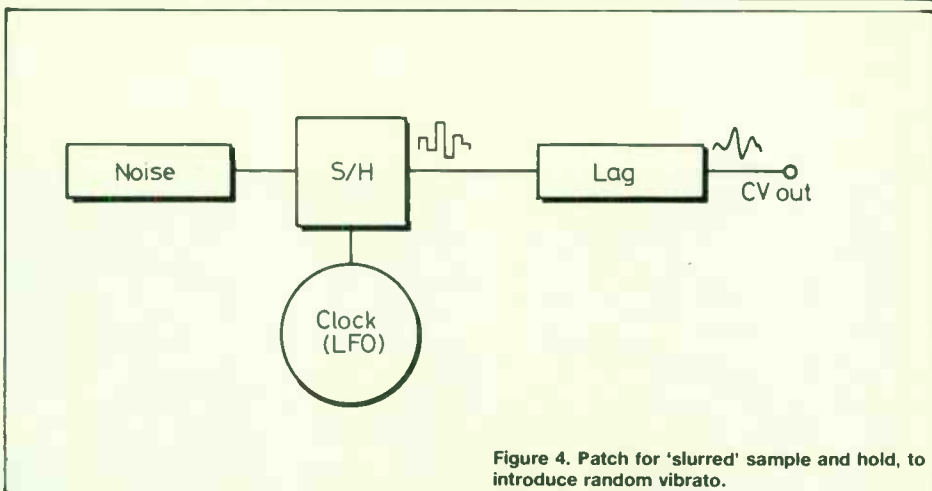 Noise
S/H
Lag
CV out
Clock
(LFO)
Figure 4. Patch for ‘slurred’ sample and hold, to
introduce random vibrato.